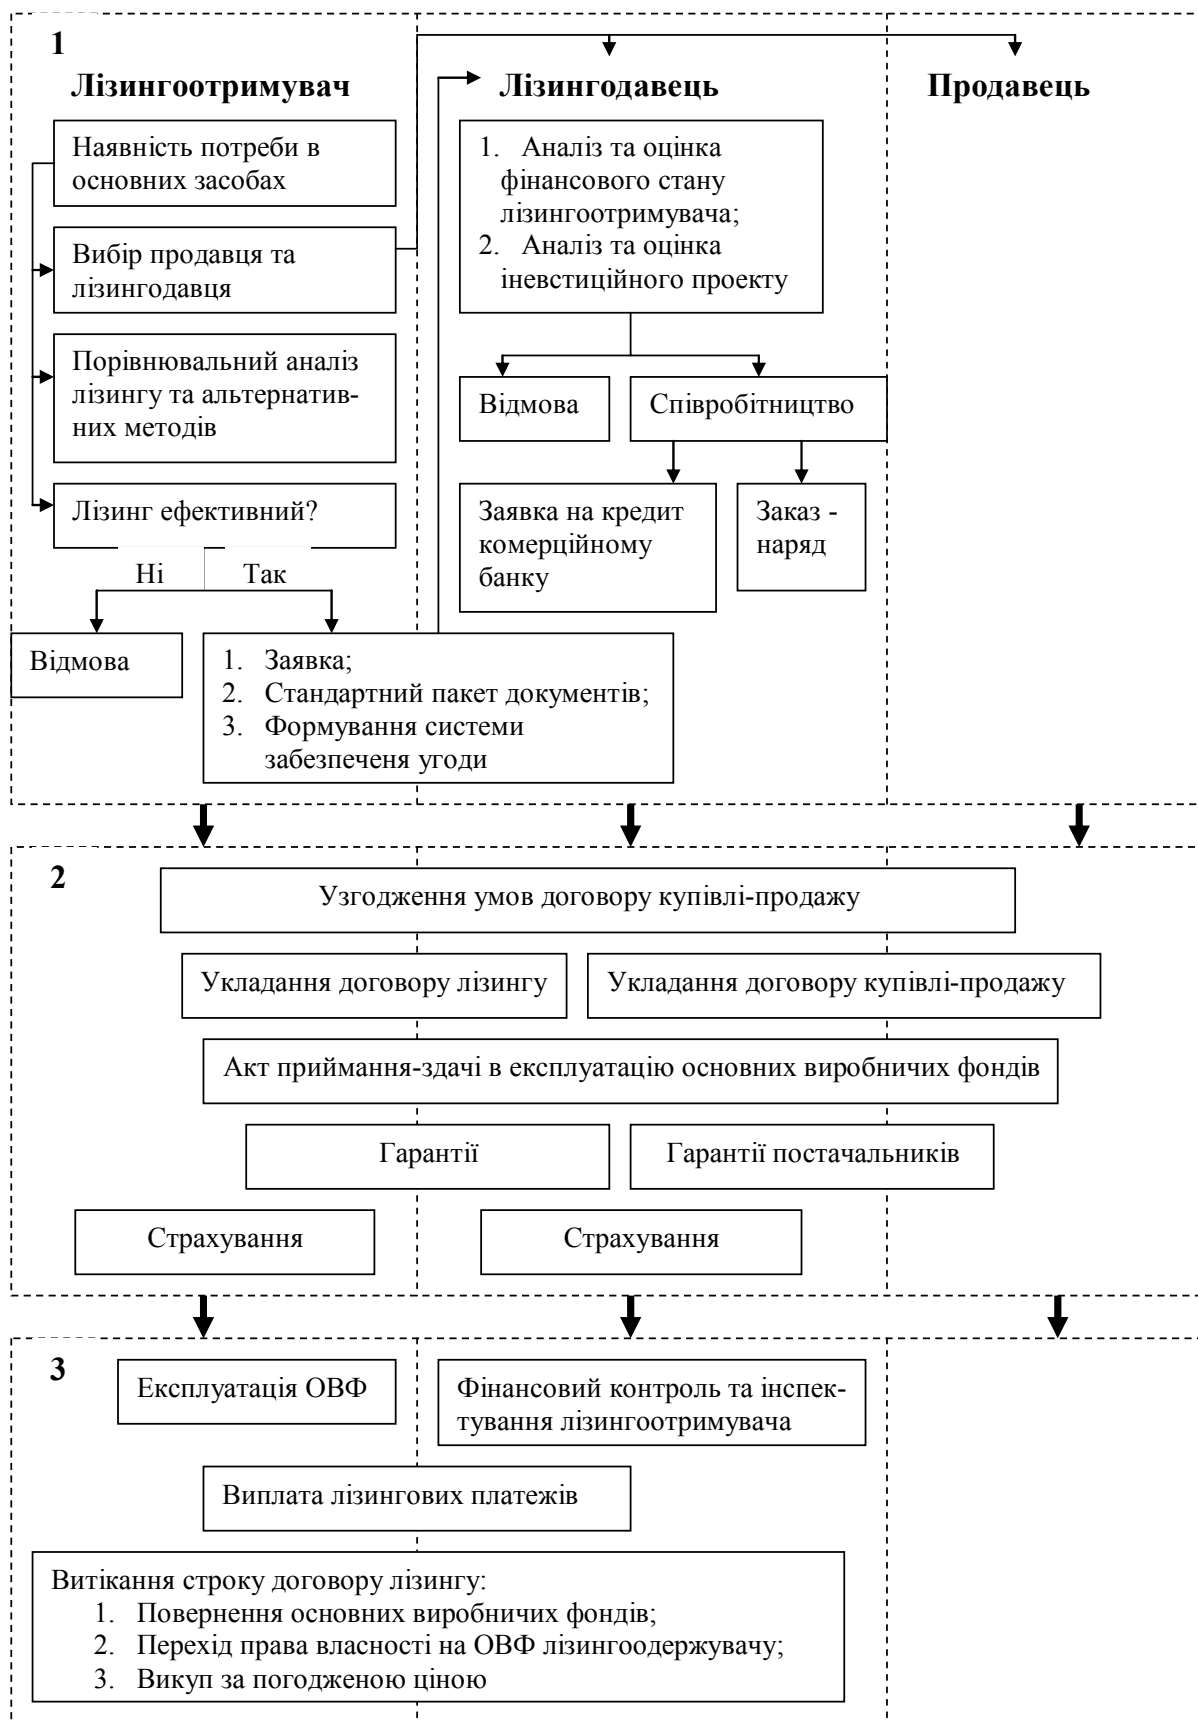 1
Лізингоотримувач
Лізингодавець
Продавець
Наявність потреби в
основних засобах
Вибір продавця та
лізингодавця
Порівнювальний аналіз
лізингу та альтернатив-
них методів
Лізинг ефективний?
Ні
Так
Відмова
1. Заявка;
2. Стандартний пакет документів;
3. Формування системи
забезпеченя угоди
1. Аналіз та оцінка
фінансового стану
лізингоотримувача;
2. Аналіз та оцінка
іневстиційного проекту
Відмова
Співробітництво
Заявка на кредит
комерційному
банку
Заказ -
наряд
2
Узгодження умов договору купівлі-продажу
Укладання договору лізингу
Укладання договору купівлі-продажу
Акт приймання-здачі в експлуатацію основних виробничих фондів
Гарантії
Гарантії постачальників
Страхування
Страхування
3
Експлуатація ОВФ
Фінансовий контроль та інспек-
тування лізингоотримувача
Виплата лізингових платежів
Витікання строку договору лізингу:
1. Повернення основних виробничих фондів;
2. Перехід права власності на ОВФ лізингоодержувачу;
3. Викуп за погодженою ціною